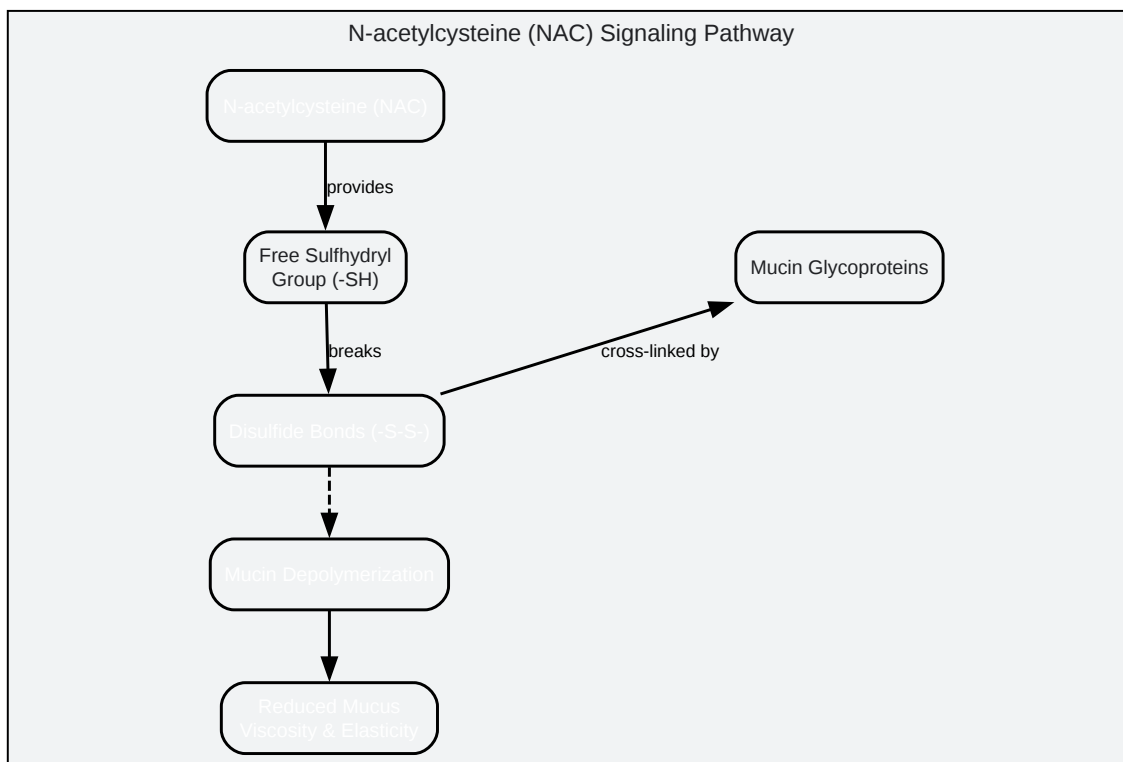 N-acetylcysteine (NAC) Signaling Pathway
N-acetylcysteine (NAC)
provides
Free Sulfhydryl
Group (-SH)
Mucin Glycoproteins
breaks
cross-linked by
Disulfide Bonds (-S-S-)
Mucin Depolymerization
Reduced Mucus
Viscosity & Elasticity